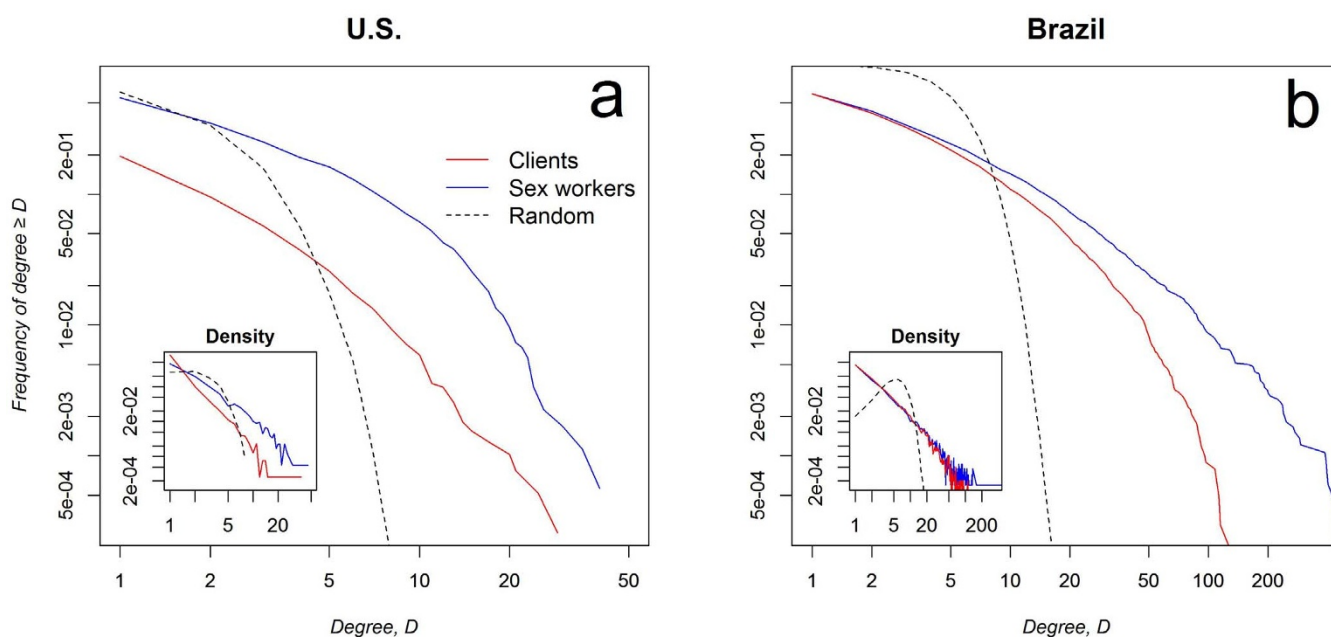 U.S.
a
Clients
Sex workers
Random
Frequency of degree ≥ D
2e-01
5e-02
1e-02
2e-03
5e-04
Density
2e-02
2e-04
1 5 20
1 2 5 10 20 50
Degree, D
Brazil
b
2e-01
5e-02
1e-02
2e-03
5e-04
Density
2e-02
2e-04
1 5 20 200
1 2 5 10 20 50 100 200
Degree, D